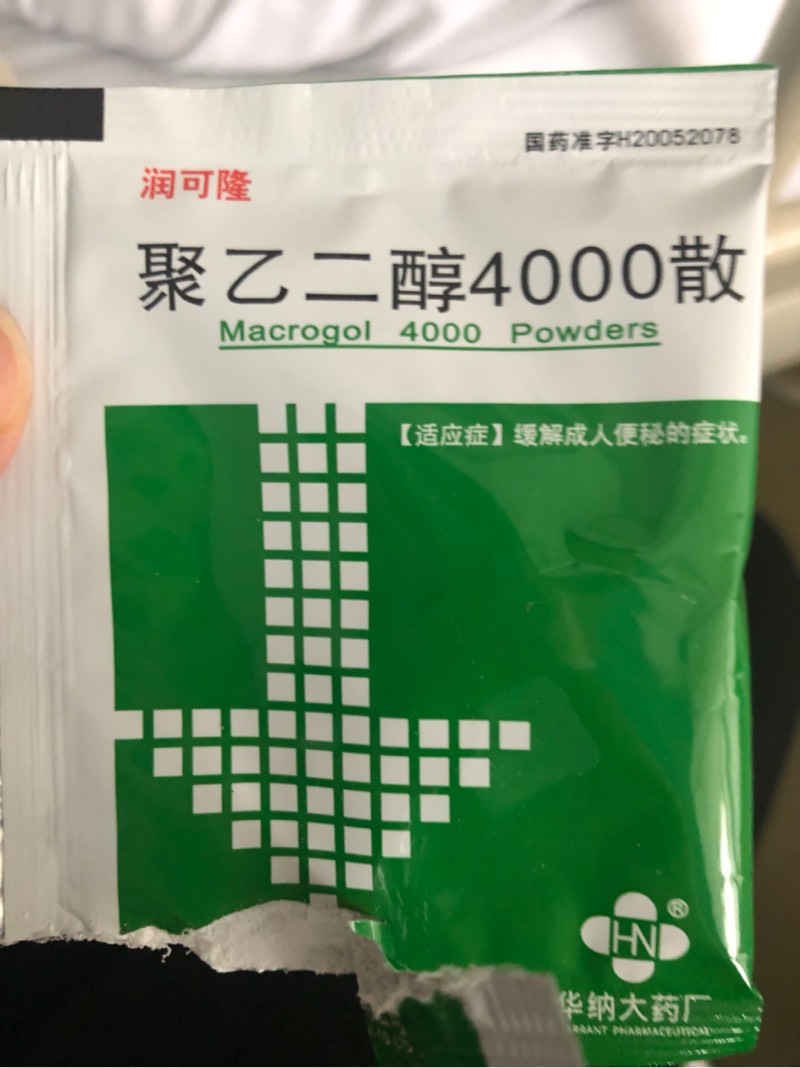 国药准字H20052078
润可隆
聚乙二醇4000散
Macrogol 4000 Powders
【适应症】缓解成人便秘的症状。
HN®
华纳大药厂
RRANT PHARMACEUTICAL